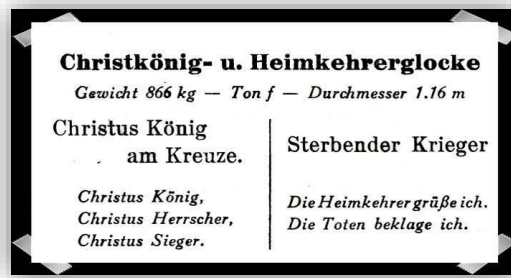 Christkönig- u. Heimkehrerglocke
Gewicht 866 kg — Ton f — Durchmesser 1.16 m
Christus König
am Kreuze.
Christus König,
Christus Herrscher,
Christus Sieger.
Sterbender Krieger
Die Heimkehrer grüße ich.
Die Toten beklage ich.